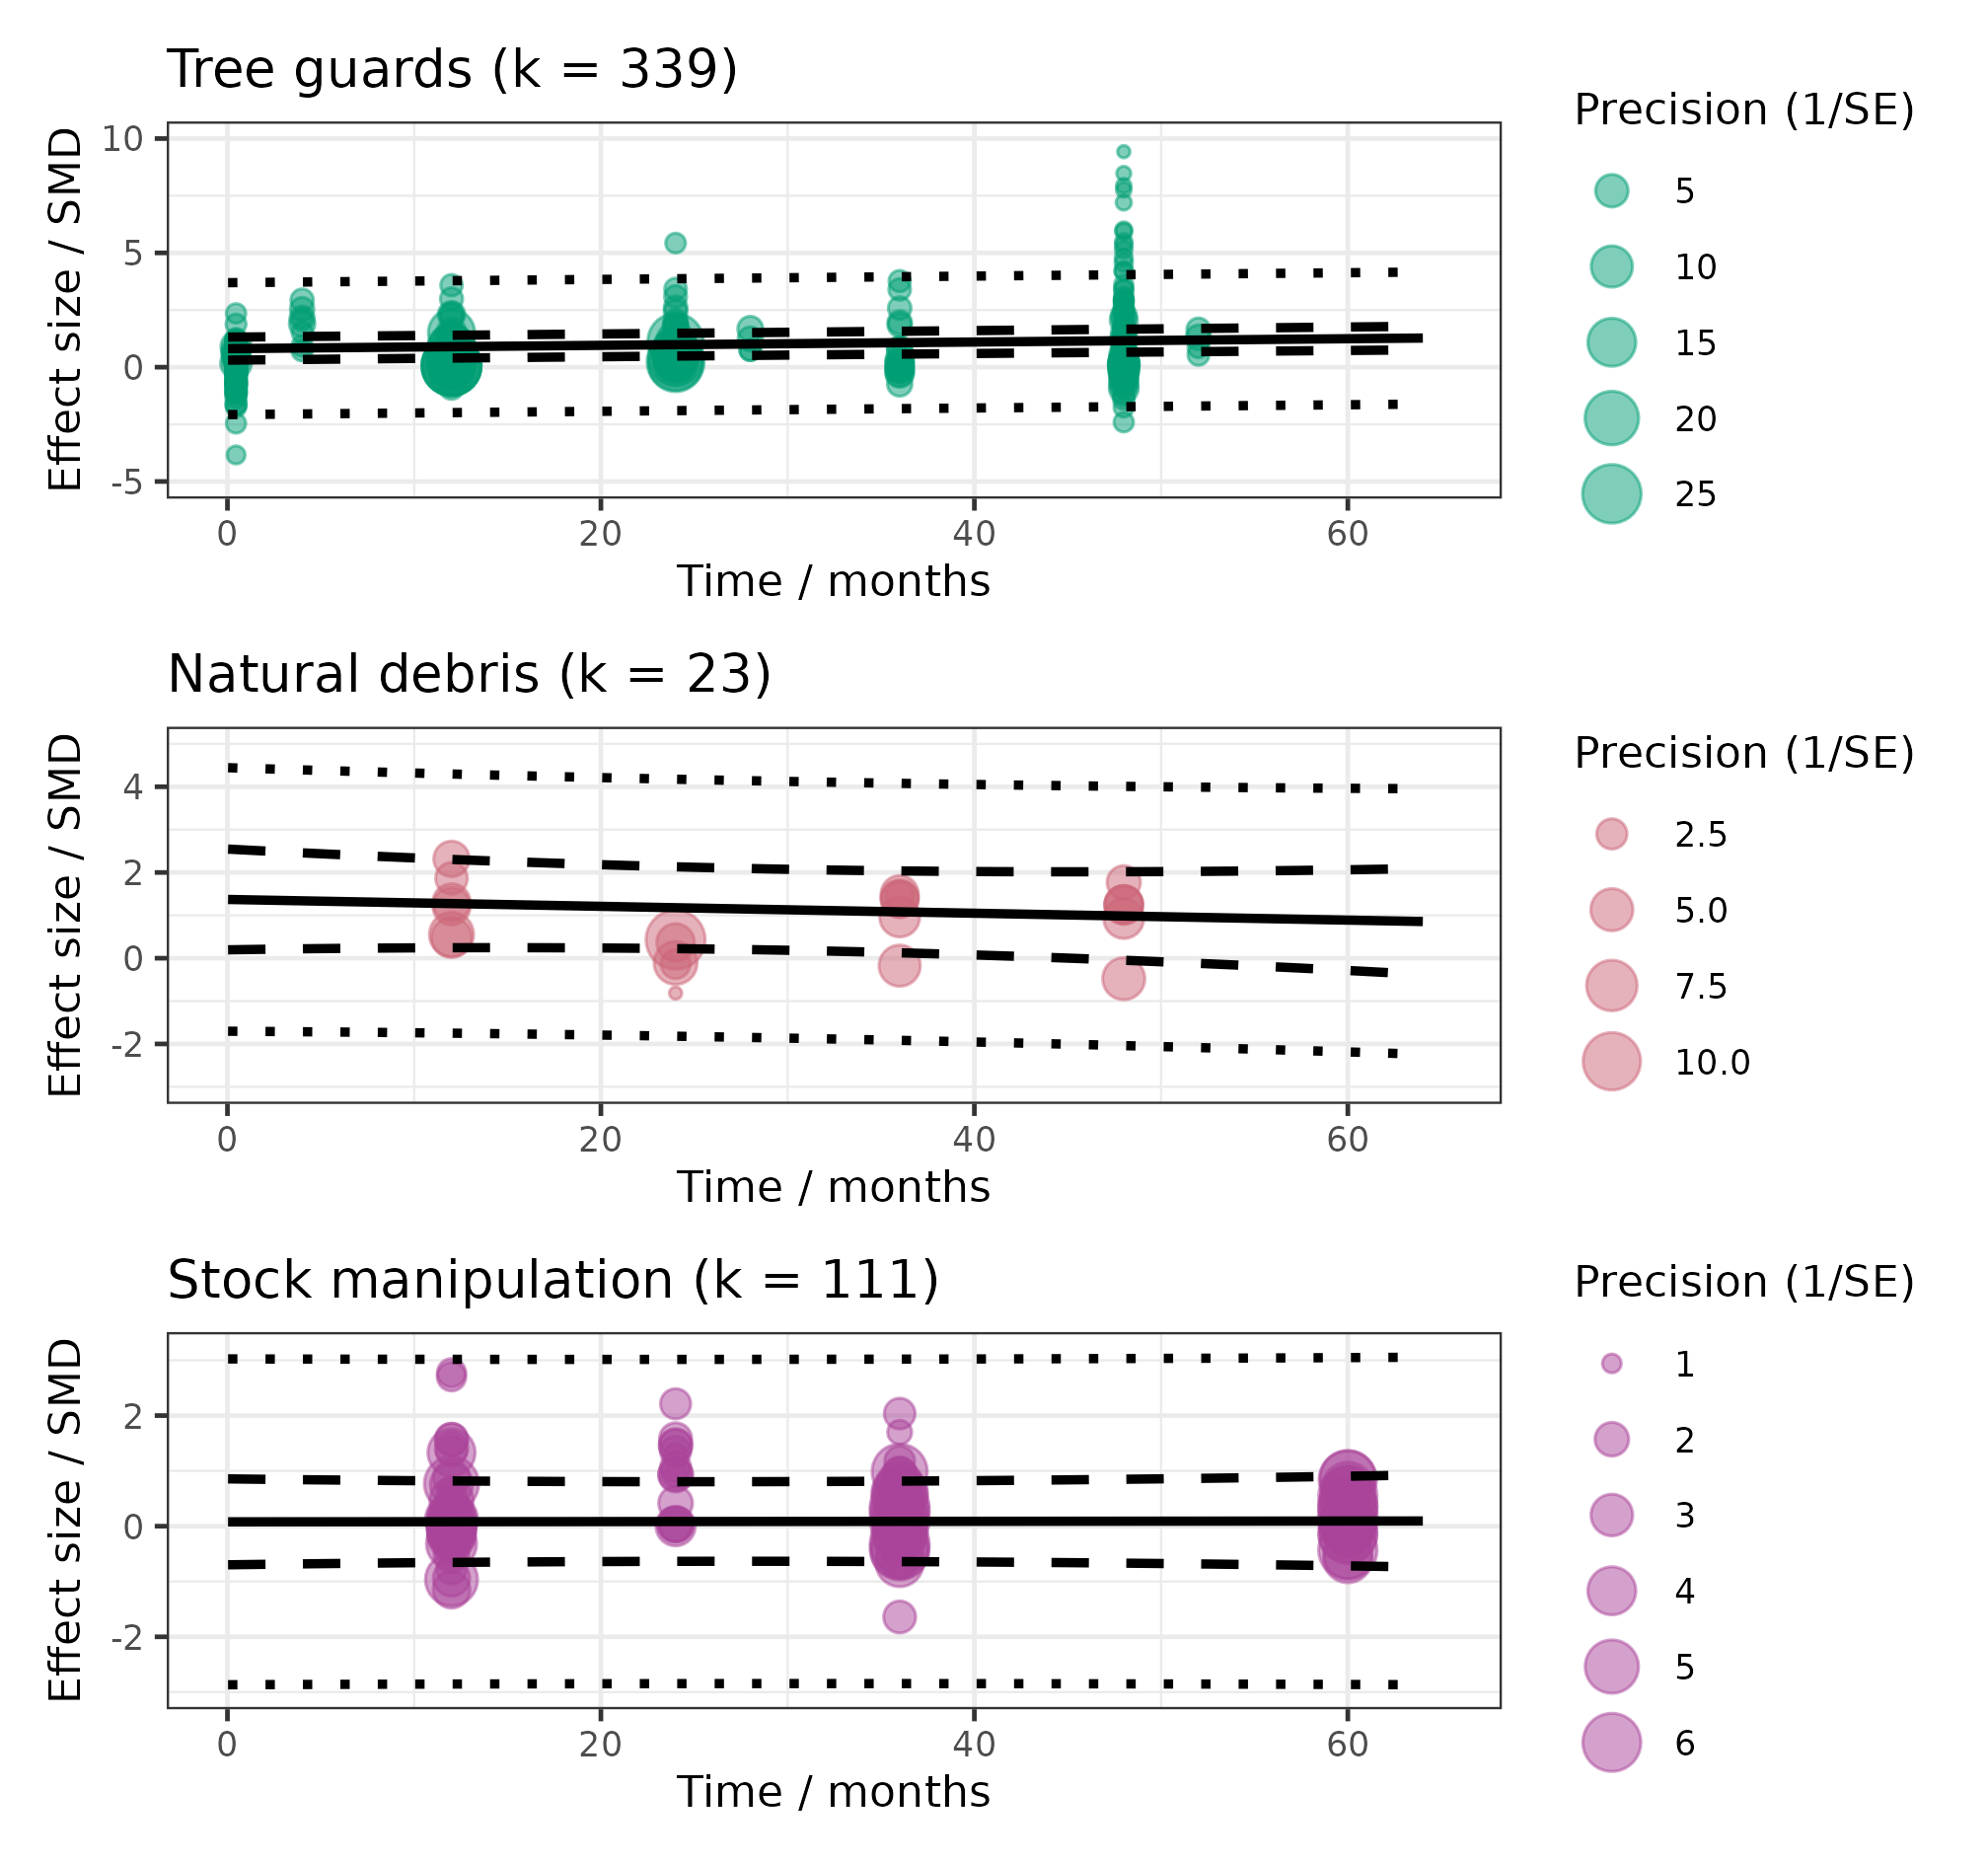 Tree guards (k = 339)
Effect size / SMD
10
5
0
-5
0 20 40 60
Time / months
Precision (1/SE)
5
10
15
20
25
Natural debris (k = 23)
Effect size / SMD
4
2
0
-2
0 20 40 60
Time / months
Precision (1/SE)
2.5
5.0
7.5
10.0
Stock manipulation (k = 111)
Effect size / SMD
2
0
-2
0 20 40 60
Time / months
Precision (1/SE)
1
2
3
4
5
6